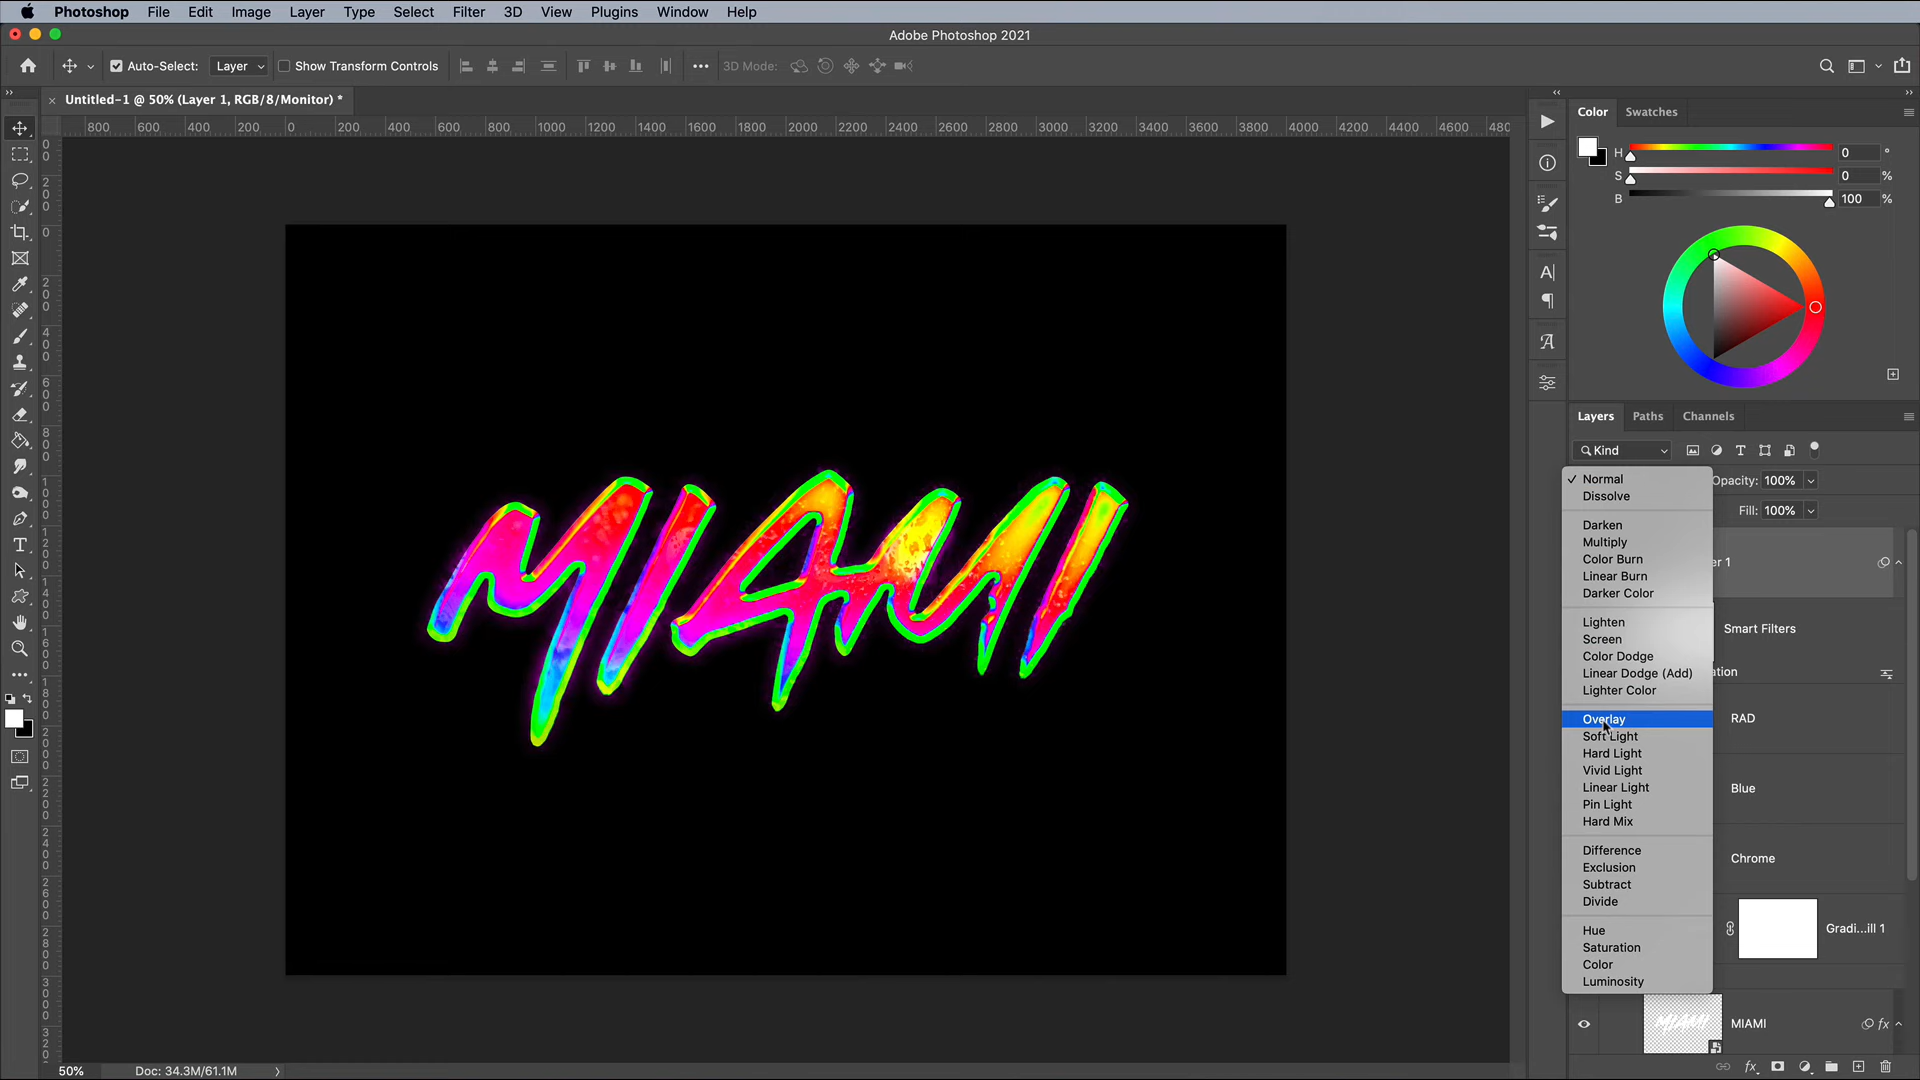 Photoshop File Edit Image Layer Type Select Filter 3D View Plugins Window Help
Adobe Photoshop 2021
Auto-Select: Layer Show Transform Controls 3D Mode:
Untitled-1 @ 50% (Layer 1, RGB/8/Monitor) *
800 600 400 200 0 200 400 600 800 1000 1200 1400 1600 1800 2000 2200 2400 2600 2800 3000 3200 3400 3600 3800 4000 4200 4400 4600 480
MIAMI
50% Doc: 34.3M/61.1M
Color Swatches
H 0 °
S 0 %
B 100 %
Layers Paths Channels
Kind
Normal
Opacity: 100%
Dissolve
Fill: 100%
Darken
Multiply
Color Burn
er 1
Linear Burn
Darker Color
Lighten
Smart Filters
Screen
Color Dodge
Linear Dodge (Add)
ation
Lighter Color
Overlay
RAD
Soft Light
Hard Light
Vivid Light
Linear Light
Blue
Pin Light
Hard Mix
Difference
Chrome
Exclusion
Subtract
Divide
Hue
Gradi...ill 1
Saturation
Color
Luminosity
MIAMI
MIAMI fx
fx